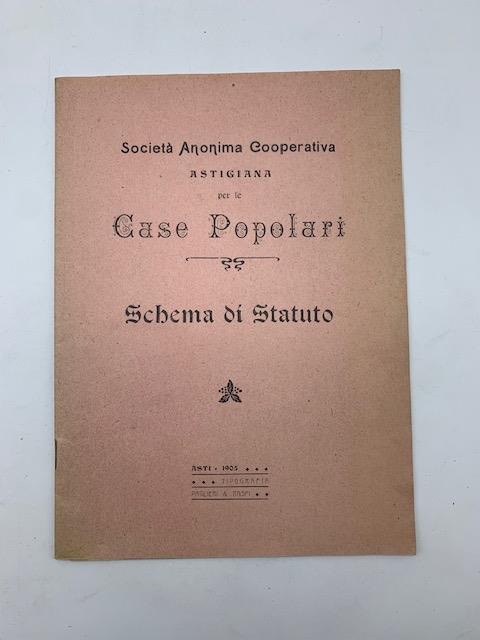 Società Anonima Cooperativa
ASTIGIANA
per le
Case Popolari
Schema di Statuto
ASTI - 1905
TIPOGRAFIA
PAGLIERI & RASPI